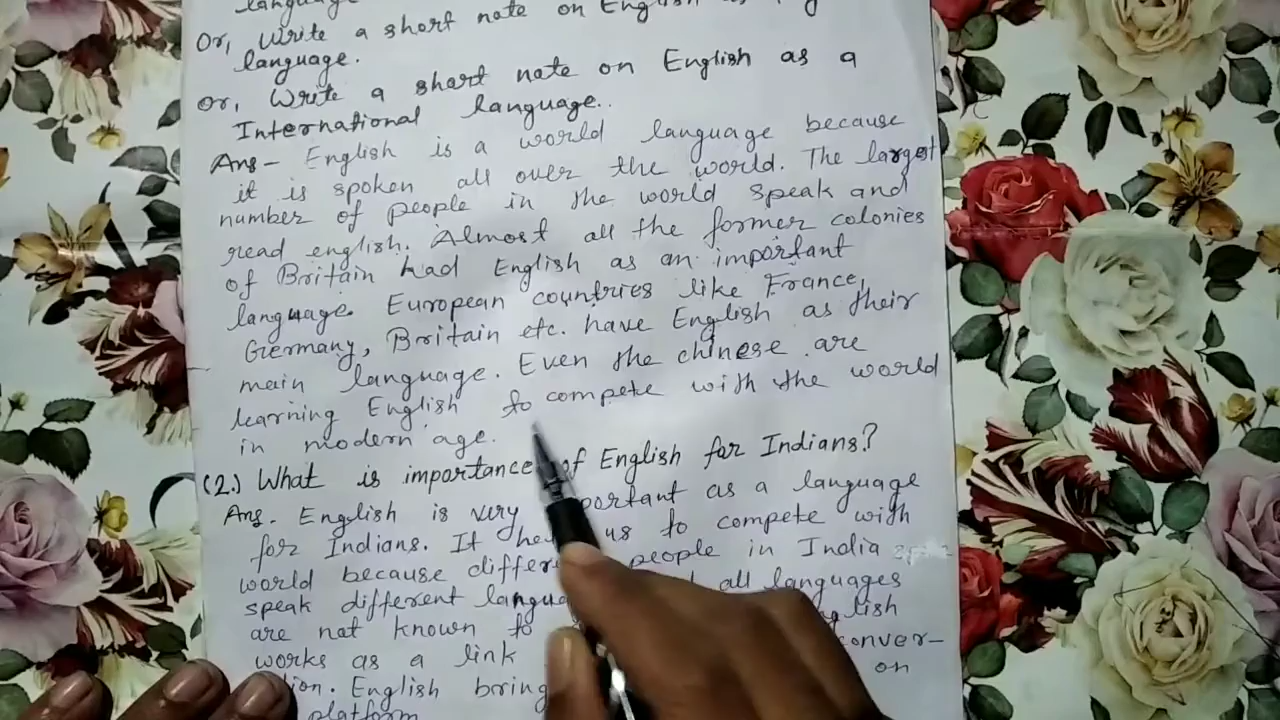 language
Or, Write a short note on English as
language.
Or, Write a short note on English as a
International language..
Ans - English is a world language because
it is spoken all over the world. The largest
number of people in the world speak and
read english. Almost all the former colonies
of Britain had English as an important
language. European countries like France,
Germany, Britain etc. have English as their
main language. Even the chinese are
learning English to compete with the world
in modern age.
(2.) What is importance of English for Indians?
Ans. English is very portant as a language
for Indians. It he us to compete with
world because differe people in India
speak different langua all languages
are not known to lish
works as a link conver-
tion. English bring on
platform